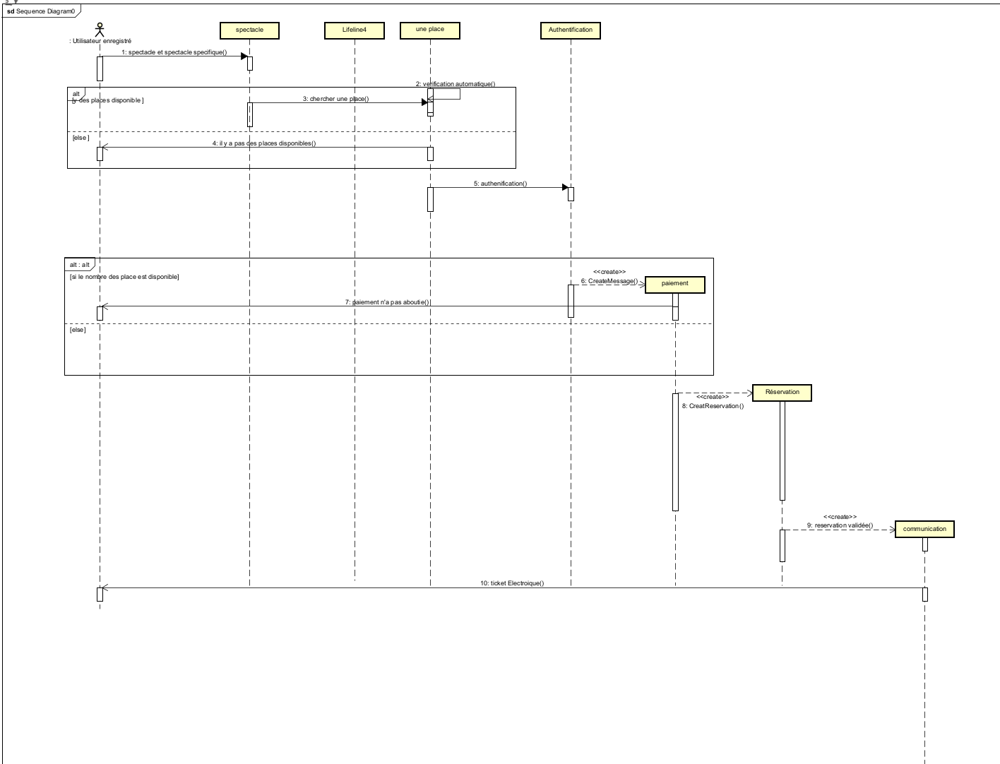 sd Sequence Diagram0
: Utilisateur enregistré
spectacle
Lifeline4
une place
Authentification
1: spectacle et spectacle specifique()
alt
[y des places disponible ]
2: verification automatique()
3: chercher une place()
[else ]
4: il y a pas des places disponibles()
5: authenification()
alt : alt
[si le nombre des place est disponible]
<<create>>
6: CreateMessage()
paiement
7: paiement n'a pas aboutie()
[else]
Réservation
<<create>>
8: CreatReservation()
<<create>>
9: reservation validée()
communication
10: ticket Electroique()